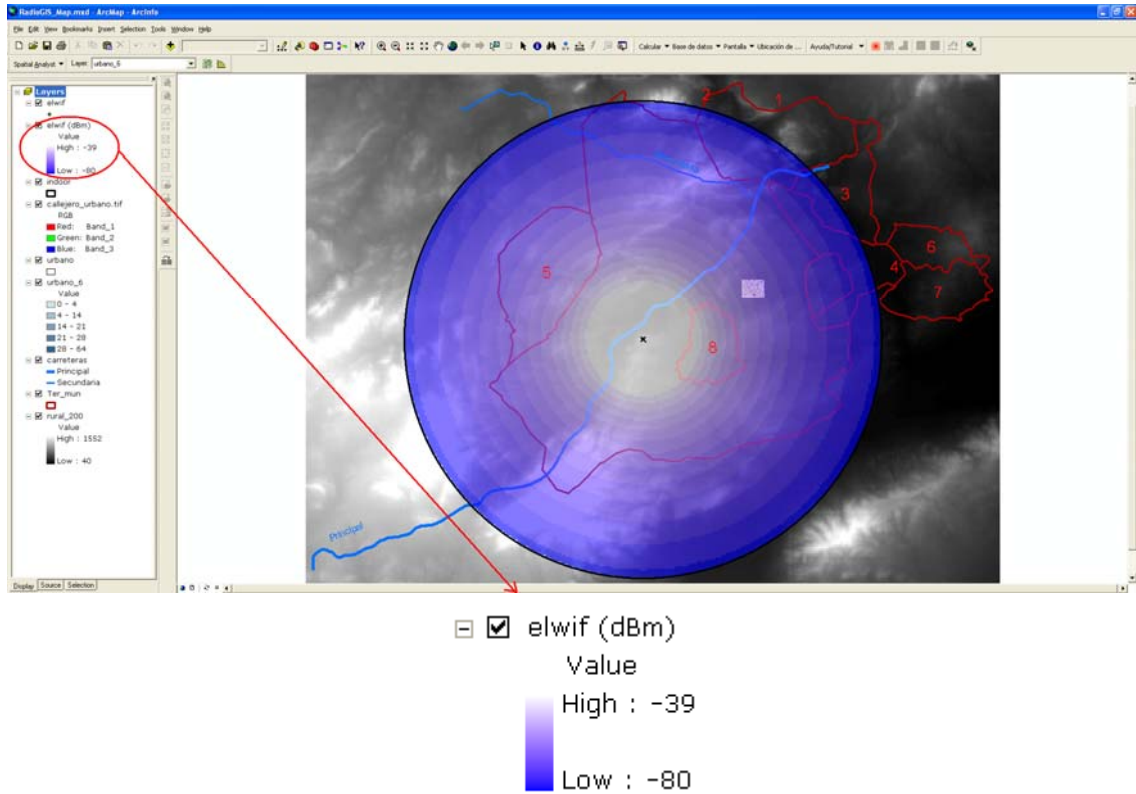 RadioGIS_Map.mxd - ArcMap - ArcInfo
File Edit View Bookmarks Insert Selection Tools Window Help
Calcular Base de datos Pantalla Ubicación de ... Ayuda/Tutorial
Spatial Analyst Layer: urbano_6
Layers
elwif
elwif (dBm)
Value
High : -39
Low : -80
indoor
callejero_urbano.tif
RGB
Red: Band_1
Green: Band_2
Blue: Band_3
urbano
urbano_6
Value
0 - 4
4 - 14
14 - 21
21 - 28
28 - 64
carreteras
Principal
Secundaria
Ter_mun
rural_200
Value
High : 1552
Low : 40
Display Source Selection
2
1
3
5
6
4
7
8
Principal
elwif (dBm)
Value
High : -39
Low : -80